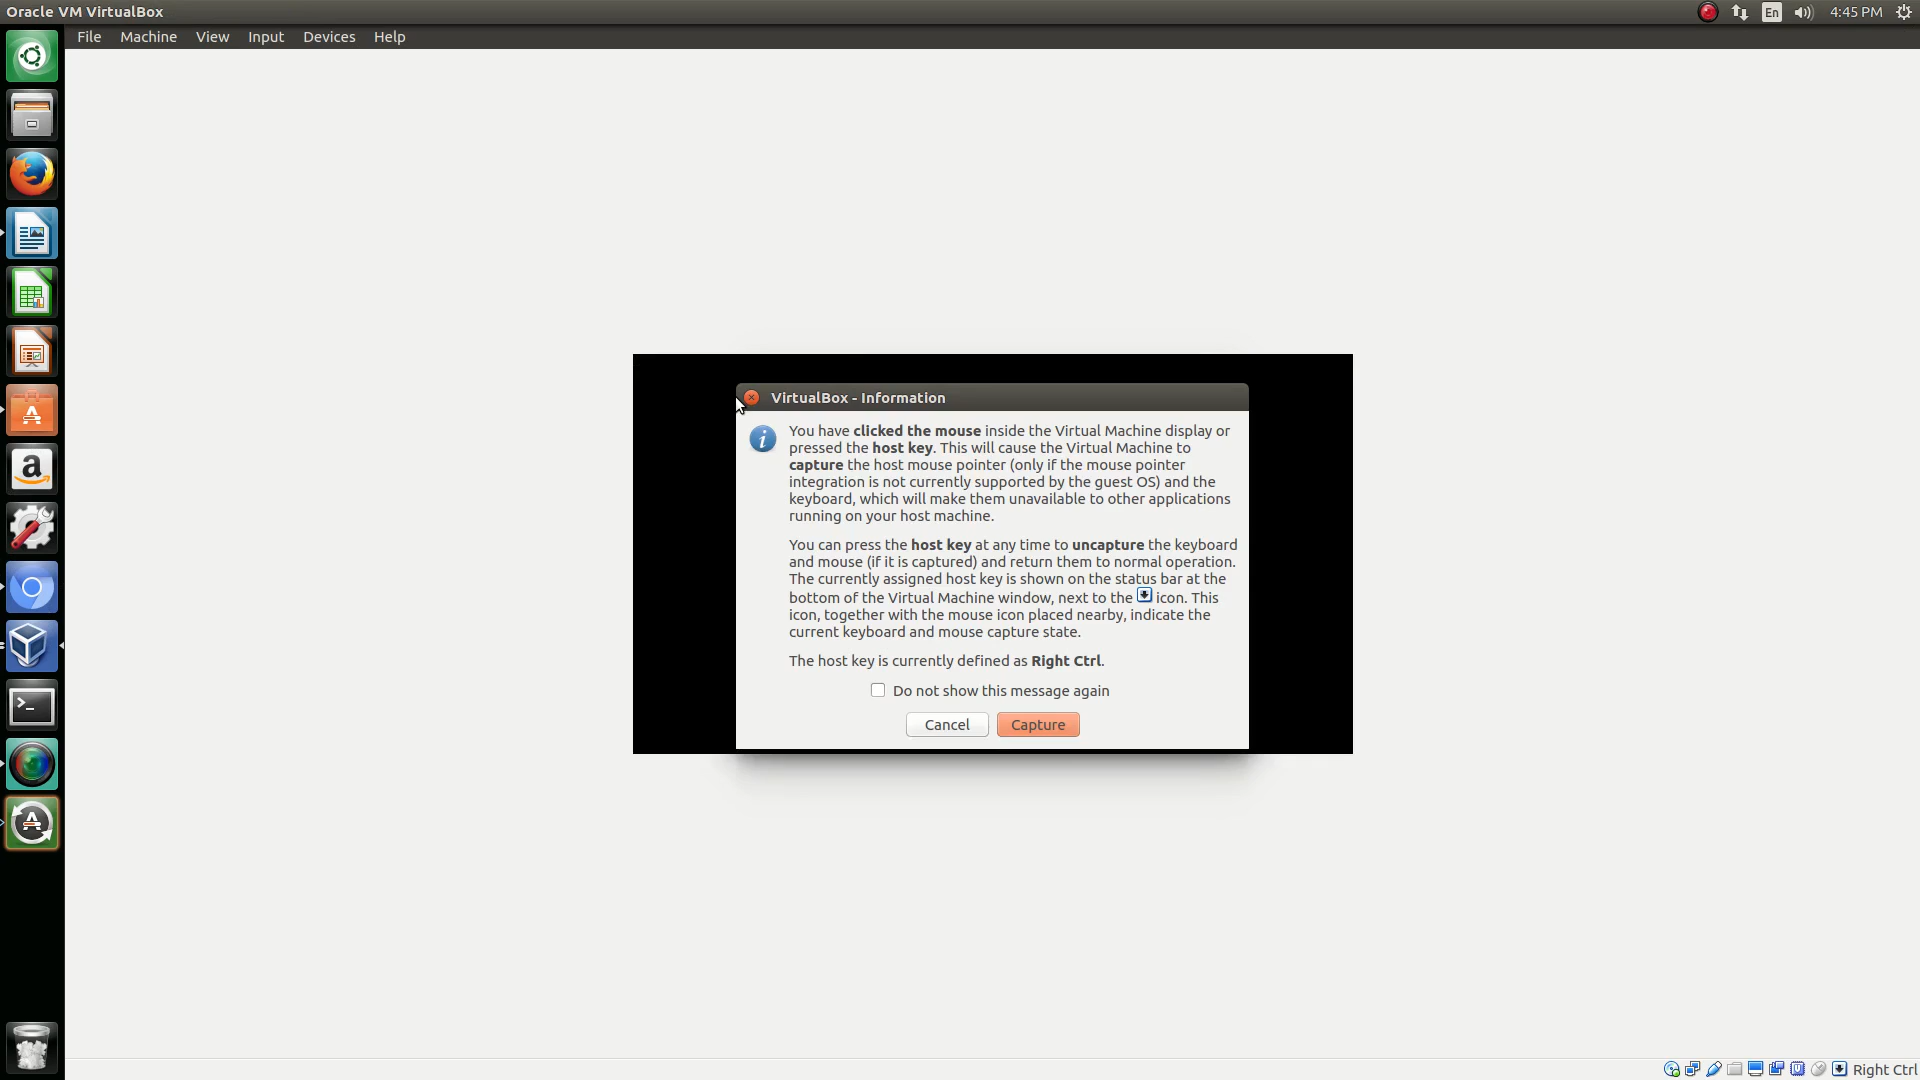 Oracle VM VirtualBox
En
4:45 PM
File Machine View Input Devices Help
VirtualBox - Information
You have clicked the mouse inside the Virtual Machine display or
pressed the host key. This will cause the Virtual Machine to
capture the host mouse pointer (only if the mouse pointer
integration is not currently supported by the guest OS) and the
keyboard, which will make them unavailable to other applications
running on your host machine.
You can press the host key at any time to uncapture the keyboard
and mouse (if it is captured) and return them to normal operation.
The currently assigned host key is shown on the status bar at the
bottom of the Virtual Machine window, next to the icon. This
icon, together with the mouse icon placed nearby, indicate the
current keyboard and mouse capture state.
The host key is currently defined as Right Ctrl.
Do not show this message again
Cancel
Capture
Right Ctrl